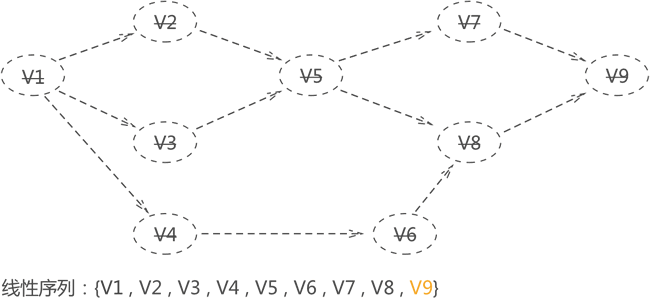 V2
V7
V1
V5
V9
V3
V8
V4
V6
线性序列：{V1 , V2 , V3 , V4 , V5 , V6 , V7 , V8 , V9}